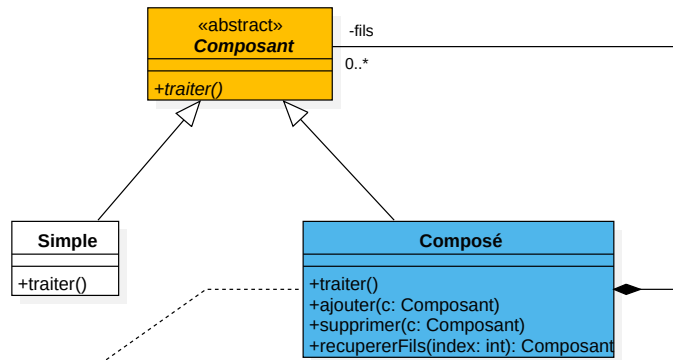 «abstract»
Composant
+traiter()
-fils
0..*
Simple
+traiter()
Composé
+traiter()
+ajouter(c: Composant)
+supprimer(c: Composant)
+recupererFils(index: int): Composant